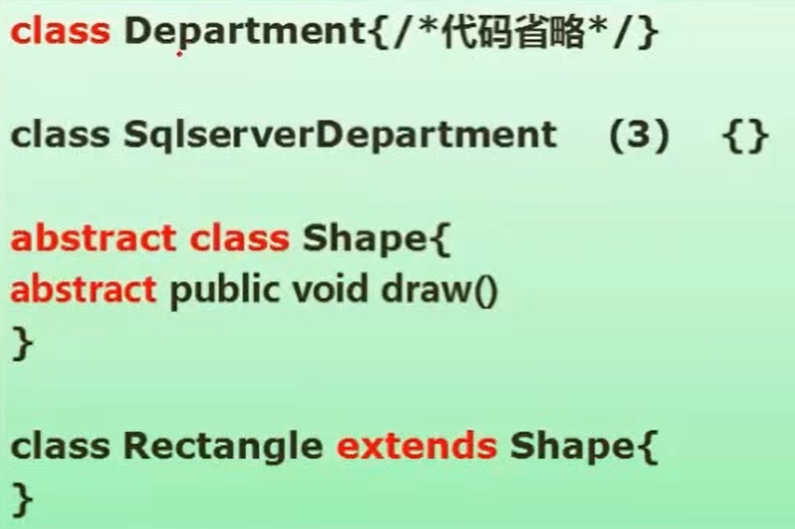 class Department{/*代码省略*/}
class SqlserverDepartment (3) {}
abstract class Shape{
abstract public void draw()
}
class Rectangle extends Shape{
}